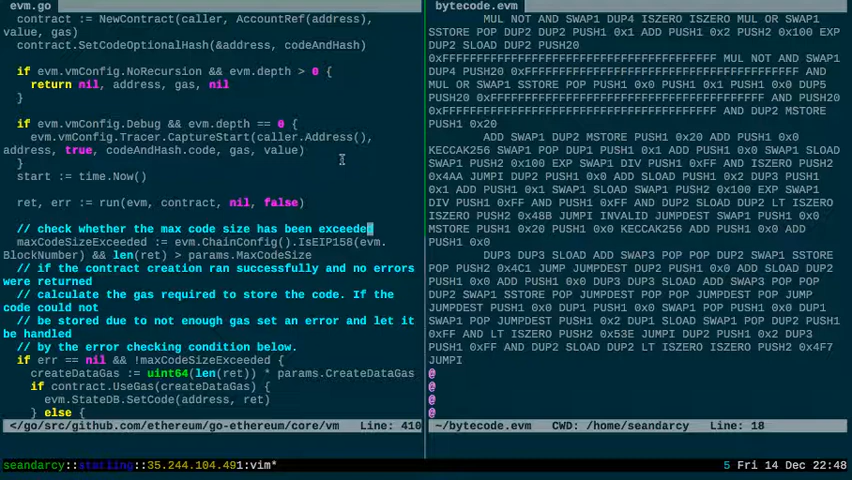 evm.go
contract := NewContract(caller, AccountRef(address),
value, gas)
contract.SetCodeOptionalHash(&address, codeAndHash)
if evm.vmConfig.NoRecursion && evm.depth > 0 {
return nil, address, gas, nil
}
if evm.vmConfig.Debug && evm.depth == 0 {
evm.vmConfig.Tracer.CaptureStart(caller.Address(),
address, true, codeAndHash.code, gas, value)
}
start := time.Now()
ret, err := run(evm, contract, nil, false)
// check whether the max code size has been exceeded
maxCodeSizeExceeded := evm.ChainConfig().IsEIP158(evm.
BlockNumber) && len(ret) > params.MaxCodeSize
// if the contract creation ran successfully and no errors
were returned
// calculate the gas required to store the code. If the
code could not
// be stored due to not enough gas set an error and let it
be handled
// by the error checking condition below.
if err == nil && !maxCodeSizeExceeded {
createDataGas := uint64(len(ret)) * params.CreateDataGas
if contract.UseGas(createDataGas) {
evm.StateDB.SetCode(address, ret)
} else {
</go/src/github.com/ethereum/go-ethereum/core/vm Line: 410
bytecode.evm
MUL NOT AND SWAP1 DUP4 ISZERO ISZERO MUL OR SWAP1
SSTORE POP DUP2 DUP2 PUSH1 0x1 ADD PUSH1 0x2 PUSH2 0x100 EXP
DUP2 SLOAD DUP2 PUSH20
0xFFFFFFFFFFFFFFFFFFFFFFFFFFFFFFFFFFFFFFFF MUL NOT AND SWAP1
DUP4 PUSH20 0xFFFFFFFFFFFFFFFFFFFFFFFFFFFFFFFFFFFFFFFF AND
MUL OR SWAP1 SSTORE POP PUSH1 0x0 PUSH1 0x1 PUSH1 0x0 DUP5
PUSH20 0xFFFFFFFFFFFFFFFFFFFFFFFFFFFFFFFFFFFFFFFF AND PUSH20
0xFFFFFFFFFFFFFFFFFFFFFFFFFFFFFFFFFFFFFFFF AND DUP2 MSTORE
PUSH1 0x20
ADD SWAP1 DUP2 MSTORE PUSH1 0x20 ADD PUSH1 0x0
KECCAK256 SWAP1 POP DUP1 PUSH1 0x1 ADD PUSH1 0x0 SWAP1 SLOAD
SWAP1 PUSH2 0x100 EXP SWAP1 DIV PUSH1 0xFF AND ISZERO PUSH2
0x4AA JUMPI DUP2 PUSH1 0x0 ADD SLOAD PUSH1 0x2 DUP3 PUSH1
0x1 ADD PUSH1 0x1 SWAP1 SLOAD SWAP1 PUSH2 0x100 EXP SWAP1
DIV PUSH1 0xFF AND PUSH1 0xFF AND DUP2 SLOAD DUP2 LT ISZERO
ISZERO PUSH2 0x48B JUMPI INVALID JUMPDEST SWAP1 PUSH1 0x0
MSTORE PUSH1 0x20 PUSH1 0x0 KECCAK256 ADD PUSH1 0x0 ADD
PUSH1 0x0
DUP3 DUP3 SLOAD ADD SWAP3 POP POP DUP2 SWAP1 SSTORE
POP PUSH2 0x4C1 JUMP JUMPDEST DUP2 PUSH1 0x0 ADD SLOAD DUP2
PUSH1 0x0 ADD PUSH1 0x0 DUP3 DUP3 SLOAD ADD SWAP3 POP POP
DUP2 SWAP1 SSTORE POP JUMPDEST POP POP JUMPDEST POP JUMP
JUMPDEST PUSH1 0x0 DUP1 PUSH1 0x0 DUP1 PUSH1 0x0 SWAP1 POP DUP1
SWAP1 POP JUMPDEST PUSH1 0x2 DUP1 SLOAD SWAP1 POP DUP2 PUSH1
0xFF AND LT ISZERO PUSH2 0x53E JUMPI DUP2 PUSH1 0x2 DUP3
PUSH1 0xFF AND DUP2 SLOAD DUP2 LT ISZERO ISZERO PUSH2 0x4F7
JUMPI
@
@
@
@
~/bytecode.evm CWD: /home/seandarcy Line: 18
seandarcy::starling::35.244.104.491:vim* 5 Fri 14 Dec 22:48